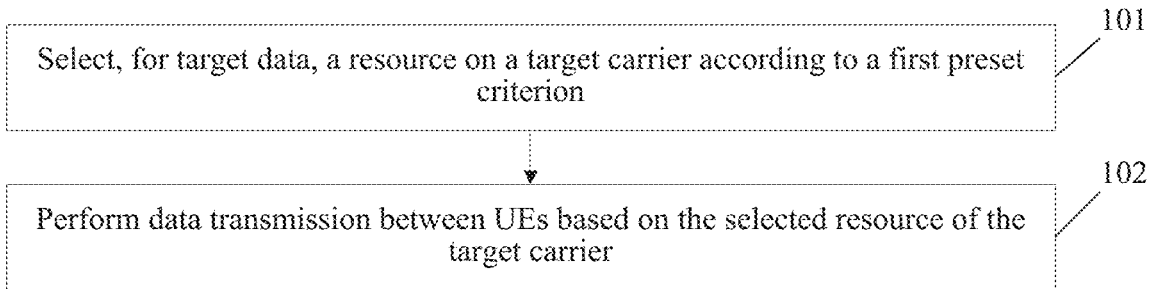 101
Select, for target data, a resource on a target carrier according to a first preset
criterion
102
Perform data transmission between UEs based on the selected resource of the
target carrier